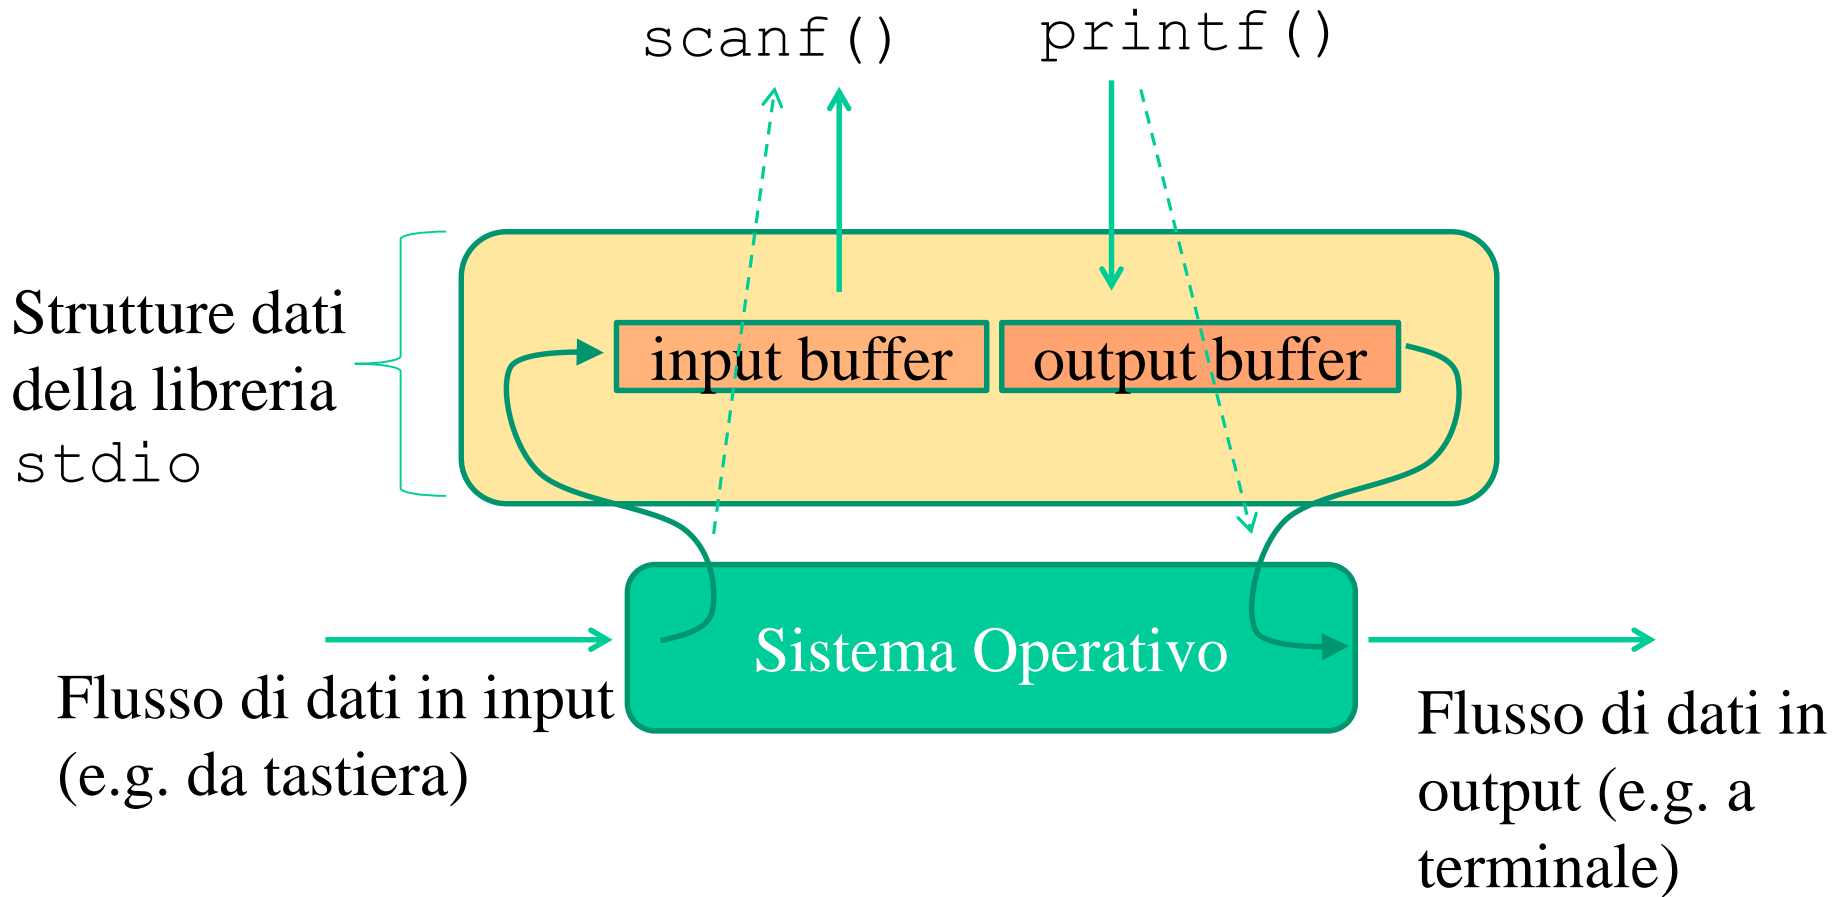 scanf()
printf()
Strutture dati
della libreria
stdio
input buffer
output buffer
Sistema Operativo
Flusso di dati in input
(e.g. da tastiera)
Flusso di dati in
output (e.g. a
terminale)